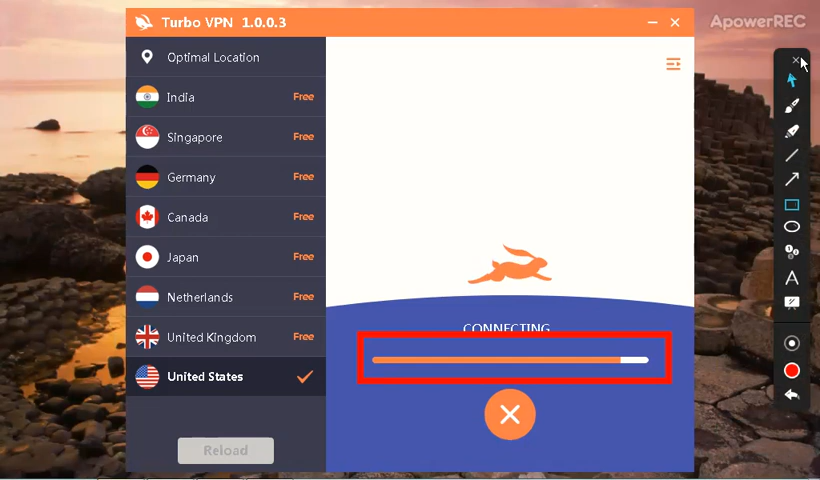 Turbo VPN 1.0.0.3
ApowerREC
Optimal Location
India Free
Singapore Free
Germany Free
Canada Free
Japan Free
Netherlands Free
United Kingdom Free
United States
Reload
CONNECTING
A